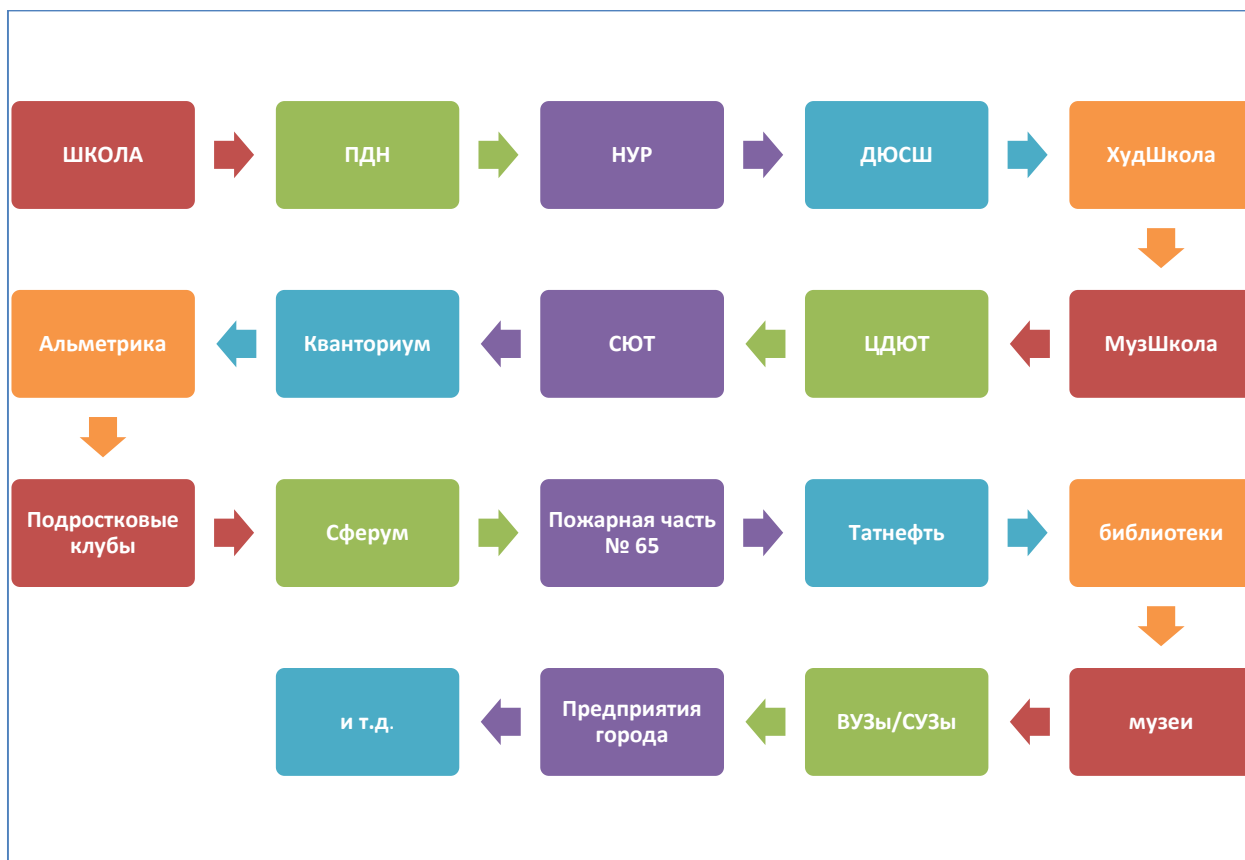 ШКОЛА
ПДН
НУР
ДЮСШ
ХудШкола
МузШкола
ЦДЮТ
СЮТ
Кванториум
Альметрика
Подростковые
клубы
Сферум
Пожарная часть
№ 65
Татнефть
библиотеки
музеи
ВУЗы/СУЗы
Предприятия
города
и т.д.